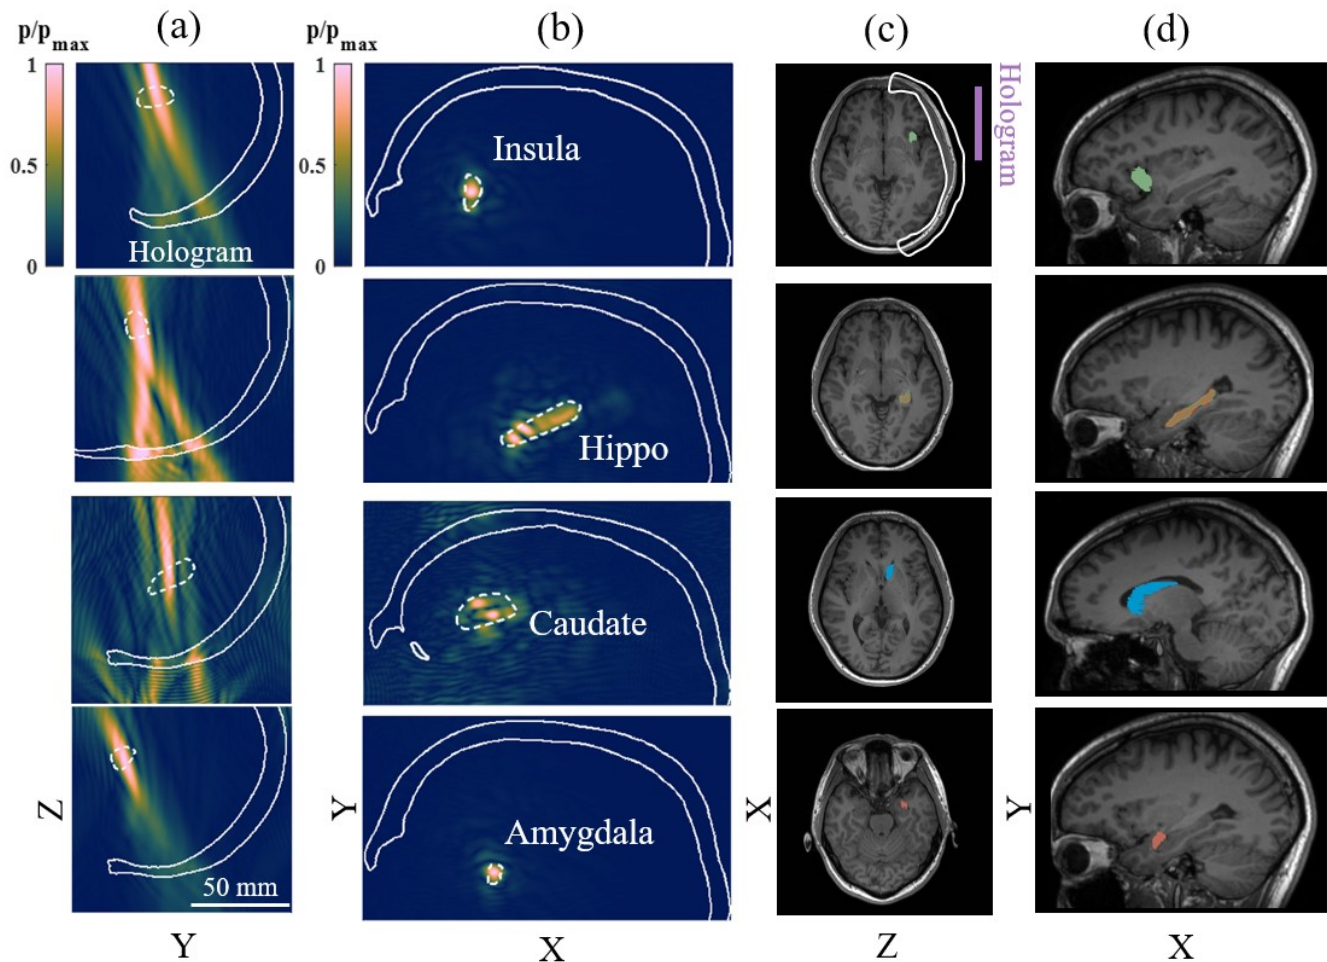 (a)
(b)
(c)
(d)
p/pmax
p/pmax
1
0.5
0
1
0.5
0
Hologram
Insula
Hologram
Hippo
Caudate
Amygdala
50 mm
Z
Y
X
Y
Y
X
Z
X